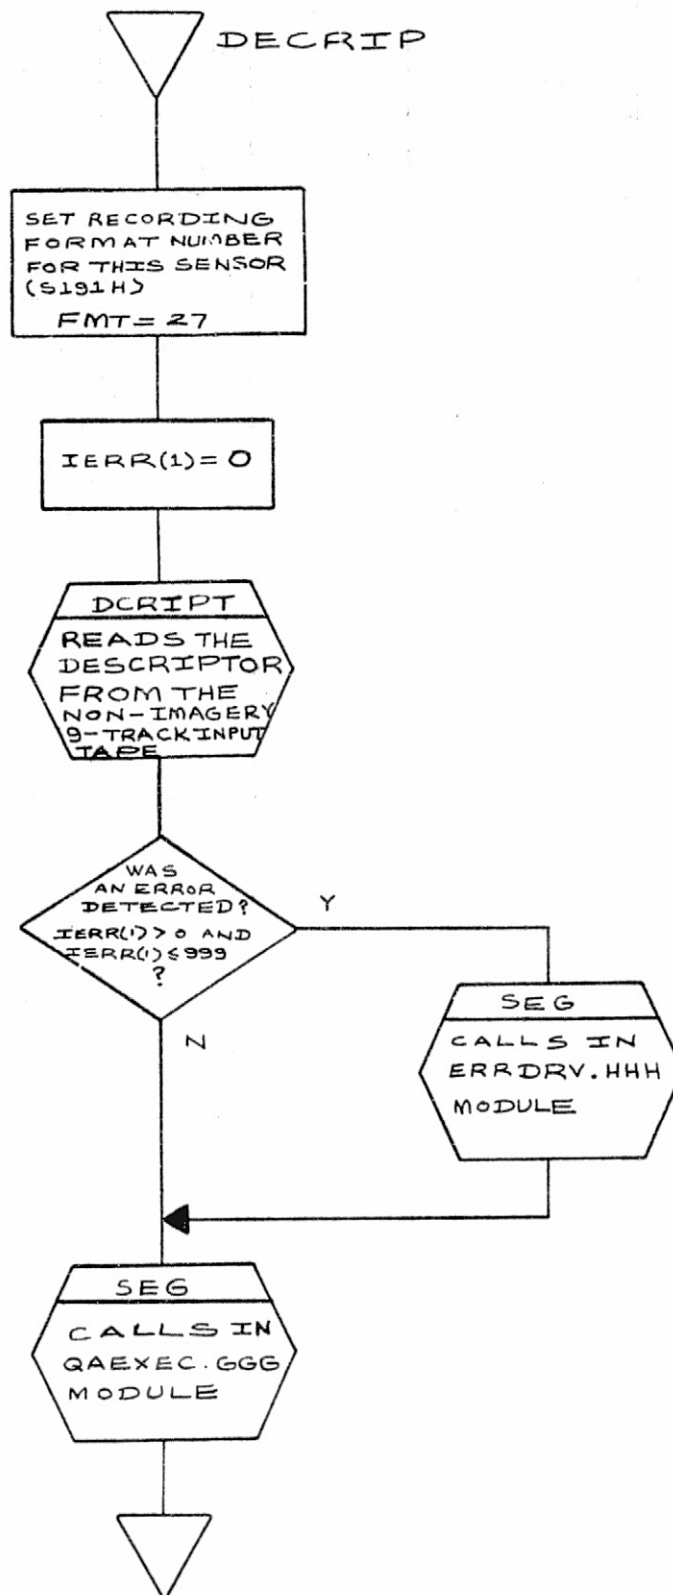 DECRIP
SET RECORDING
FORMAT NUMBER
FOR THIS SENSOR
(S191H)
FMT= 27
IERR(1)= 0
DCRIPT
READS THE
DESCRIPTOR
FROM THE
NON-IMAGERY
9-TRACK INPUT
TAPE
WAS
AN ERROR
DETECTED?
IERR(1)>0 AND
IERR(1)≤999
?
Y
N
SEG
CALLS IN
ERRDRV.HHH
MODULE
SEG
CALLS IN
QAEXEC.GGG
MODULE